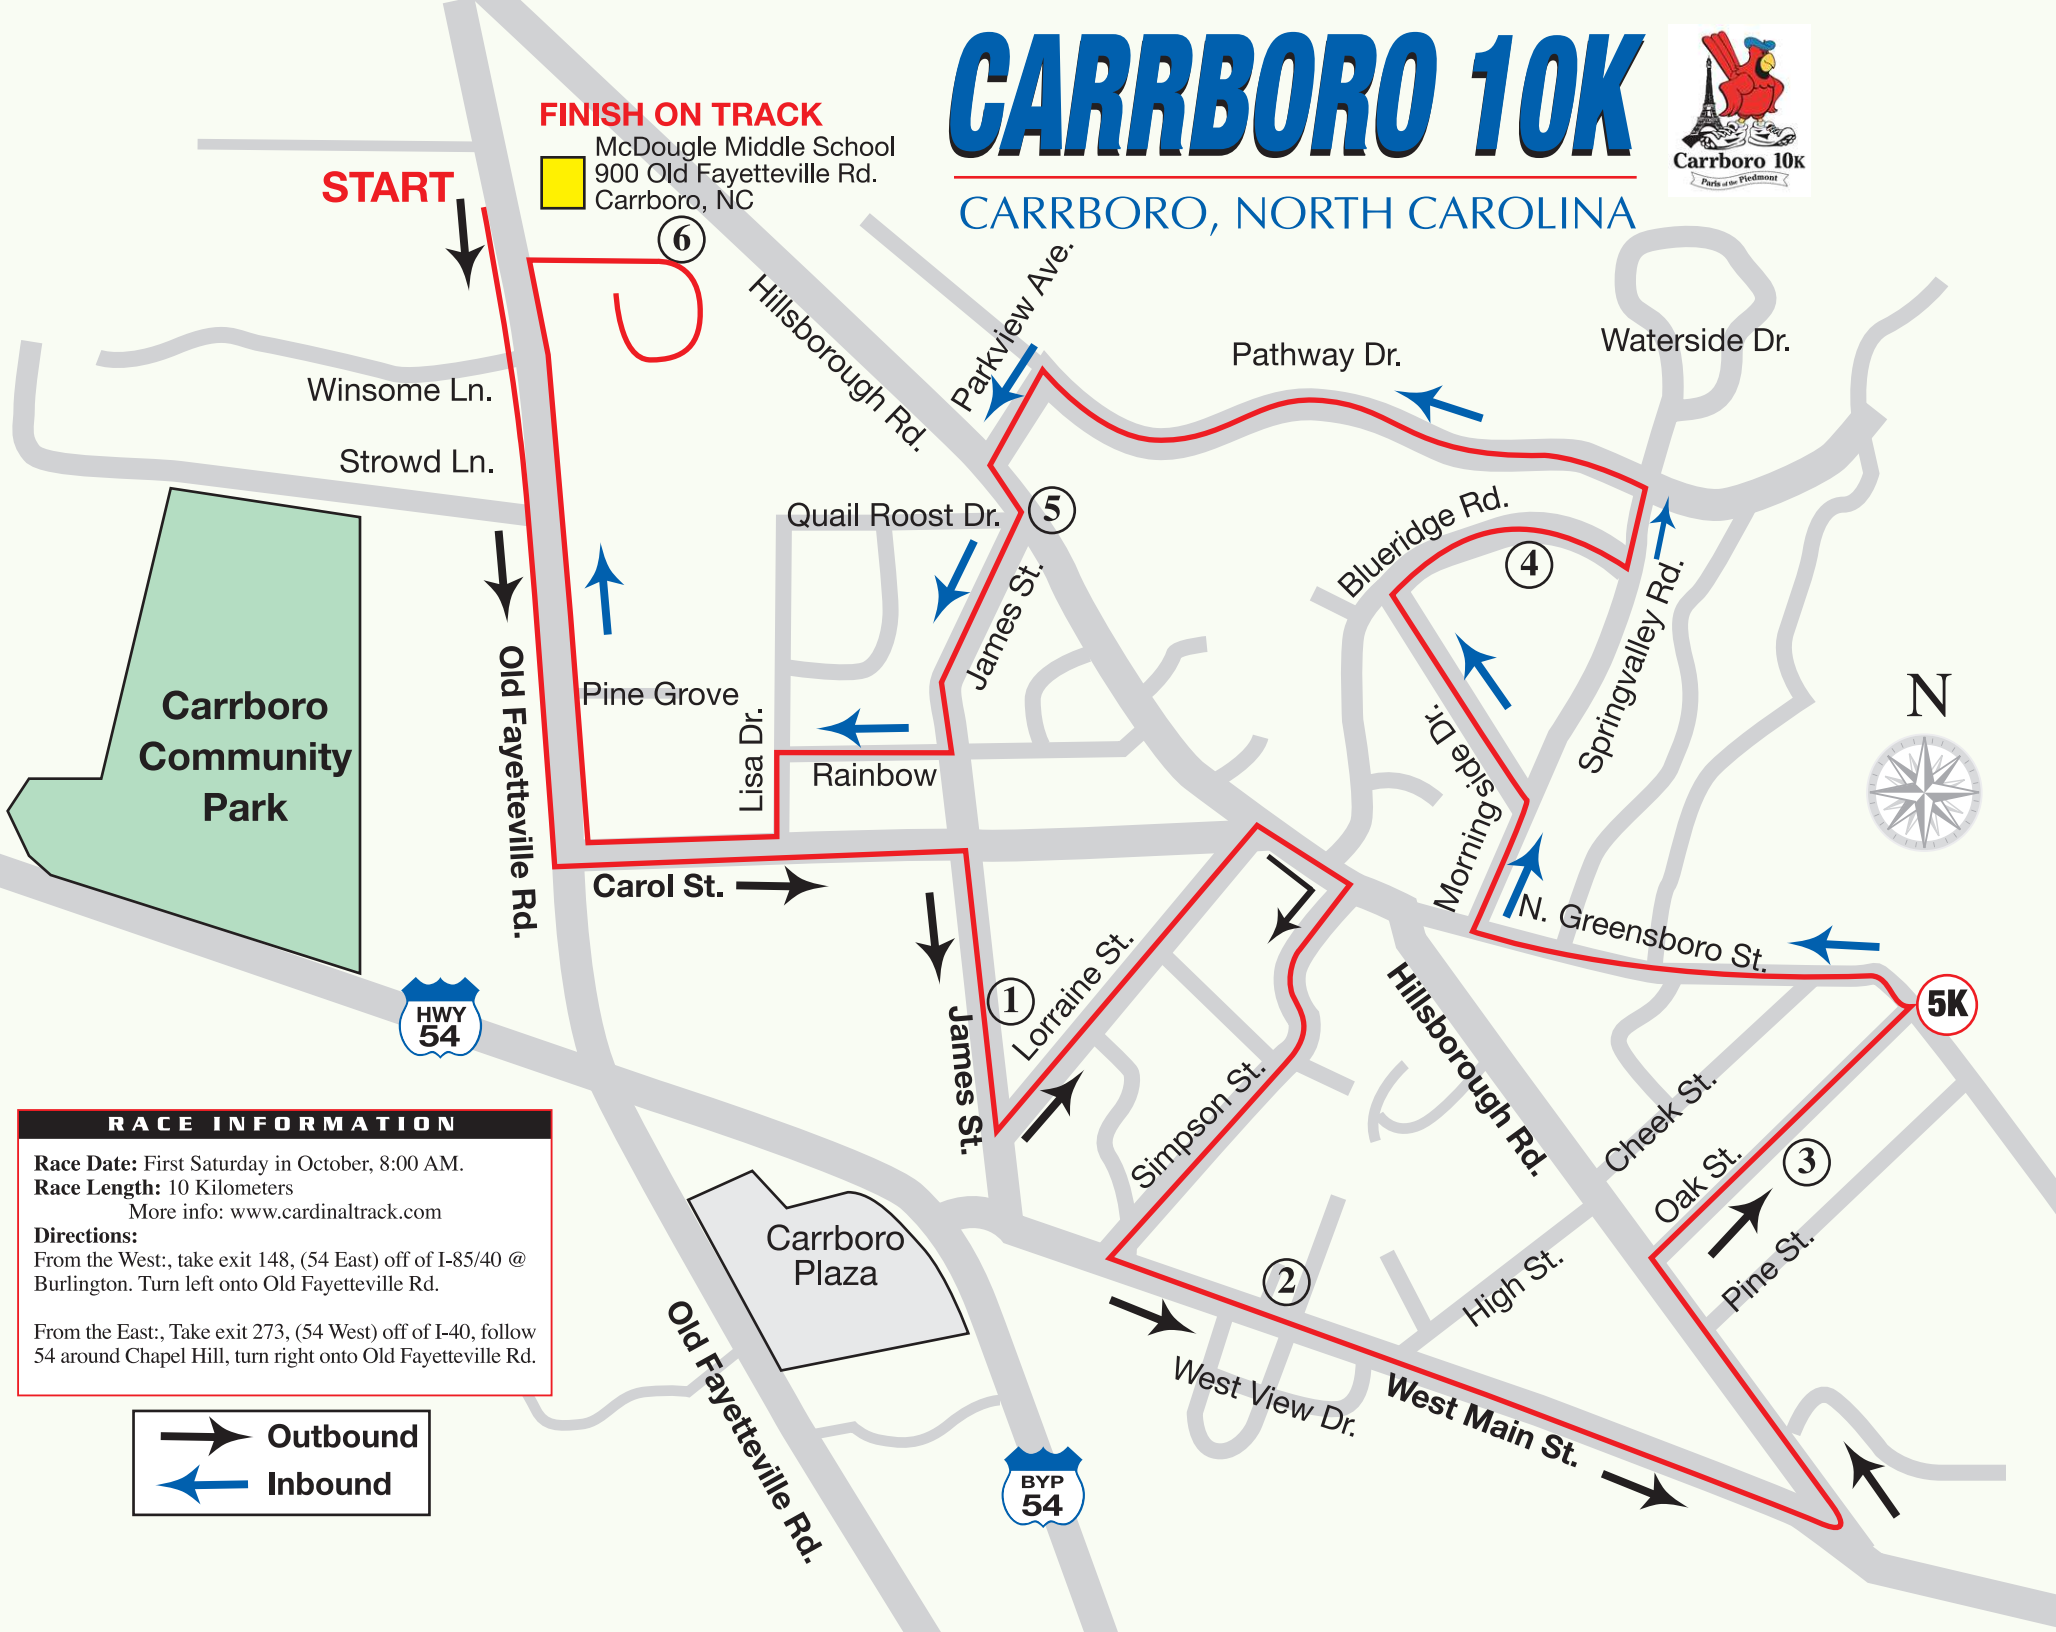 CARRBORO 10K
CARRBORO, NORTH CAROLINA
Carrboro 10K
Paris of the Piedmont
FINISH ON TRACK
McDougle Middle School
900 Old Fayetteville Rd.
Carrboro, NC
START
6
Hillsborough Rd.
Parkview Ave.
Pathway Dr.
Waterside Dr.
Winsome Ln.
Strowd Ln.
Quail Roost Dr.
5
Blueridge Rd.
4
James St.
Springvalley Rd.
Old Fayetteville Rd.
Pine Grove
Lisa Dr.
Rainbow
Morning side Dr.
N
Carrboro
Community
Park
Carol St.
N. Greensboro St.
5K
HWY
54
1
Lorraine St.
James St.
Hillsborough Rd.
Simpson St.
Cheek St.
Oak St.
3
Pine St.
High St.
2
West View Dr.
West Main St.
Carrboro
Plaza
Old Fayetteville Rd.
BYP
54
RACE INFORMATION
Race Date: First Saturday in October, 8:00 AM.
Race Length: 10 Kilometers
More info: www.cardinaltrack.com
Directions:
From the West:, take exit 148, (54 East) off of I-85/40 @
Burlington. Turn left onto Old Fayetteville Rd.
From the East:, Take exit 273, (54 West) off of I-40, follow
54 around Chapel Hill, turn right onto Old Fayetteville Rd.
Outbound
Inbound